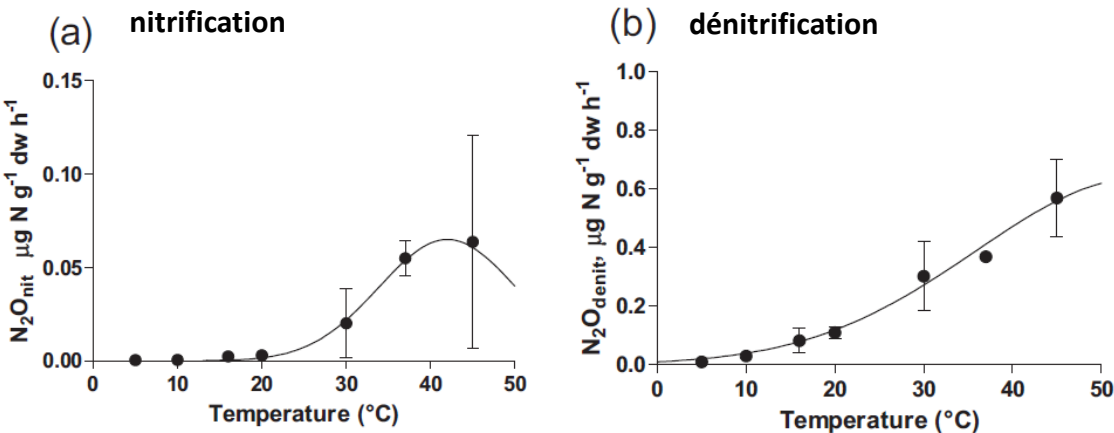 (a) nitrification
0.15
0.10
0.05
0.00
N₂Oₙᵢₜ µg N g⁻¹ dw h⁻¹
0 10 20 30 40 50
Temperature (°C)
(b) dénitrification
1.0
0.8
0.6
0.4
0.2
0.0
N₂O_denit, µg N g⁻¹ dw h⁻¹
0 10 20 30 40 50
Temperature (°C)